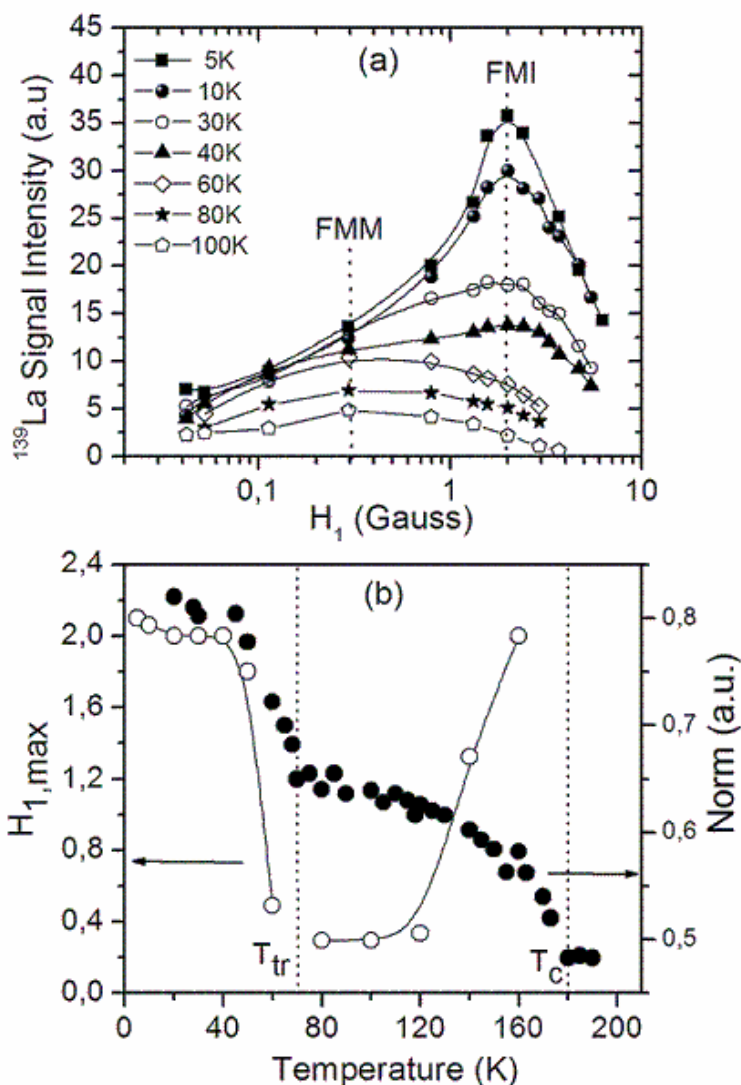 (a)
FMI
FMM
5K
10K
30K
40K
60K
80K
100K
¹³⁹La Signal Intensity (a.u)
45
40
35
30
25
20
15
10
5
0
0,1
1
10
H₁ (Gauss)
(b)
2,4
2,0
1,6
1,2
0,8
0,4
0,0
H₁,max
0,8
0,7
0,6
0,5
Norm (a.u.)
T_tr
T_c
0
40
80
120
160
200
Temperature (K)